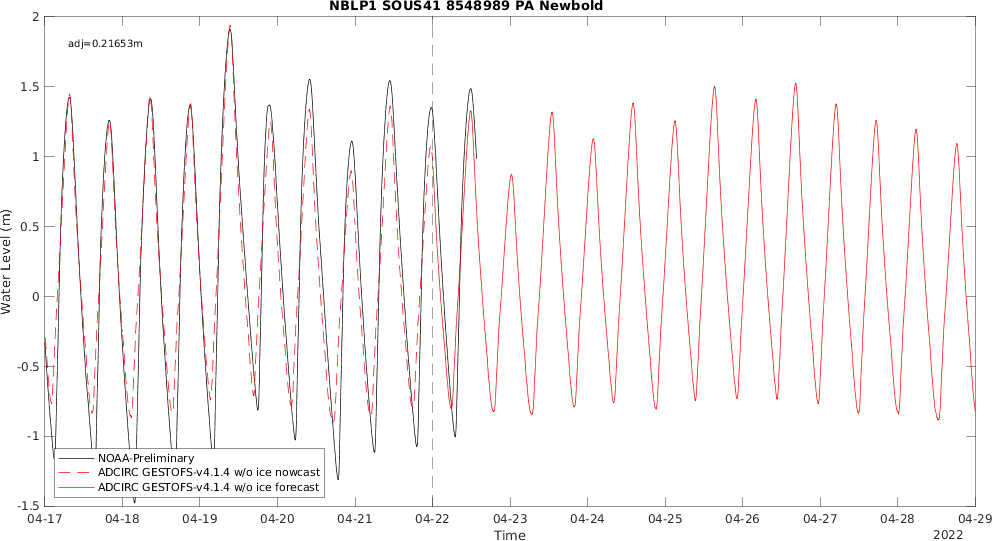 NBLP1 SOUS41 8548989 PA Newbold
adj=0.21653m
2
1.5
1
0.5
0
-0.5
-1
-1.5
Water Level (m)
NOAA-Preliminary
ADCIRC GESTOFS-v4.1.4 w/o ice nowcast
ADCIRC GESTOFS-v4.1.4 w/o ice forecast
04-17 04-18 04-19 04-20 04-21 04-22 04-23 04-24 04-25 04-26 04-27 04-28 04-29
Time
2022